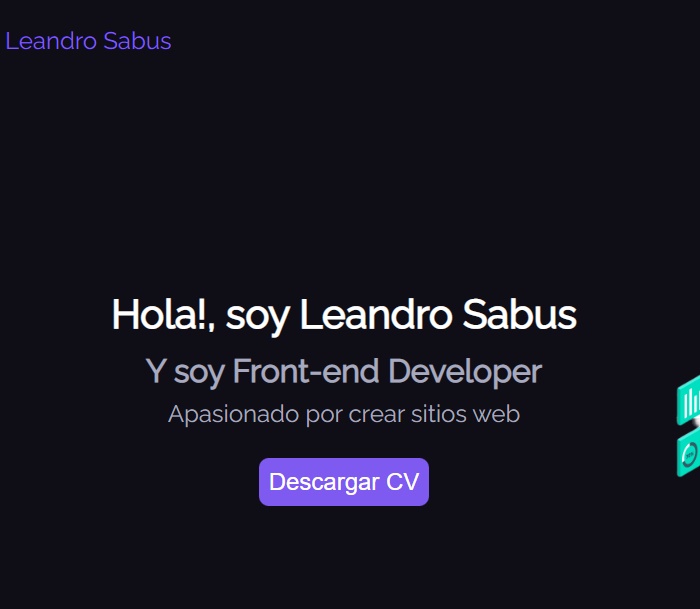 Leandro Sabus
Hola!, soy Leandro Sabus
Y soy Front-end Developer
Apasionado por crear sitios web
Descargar CV